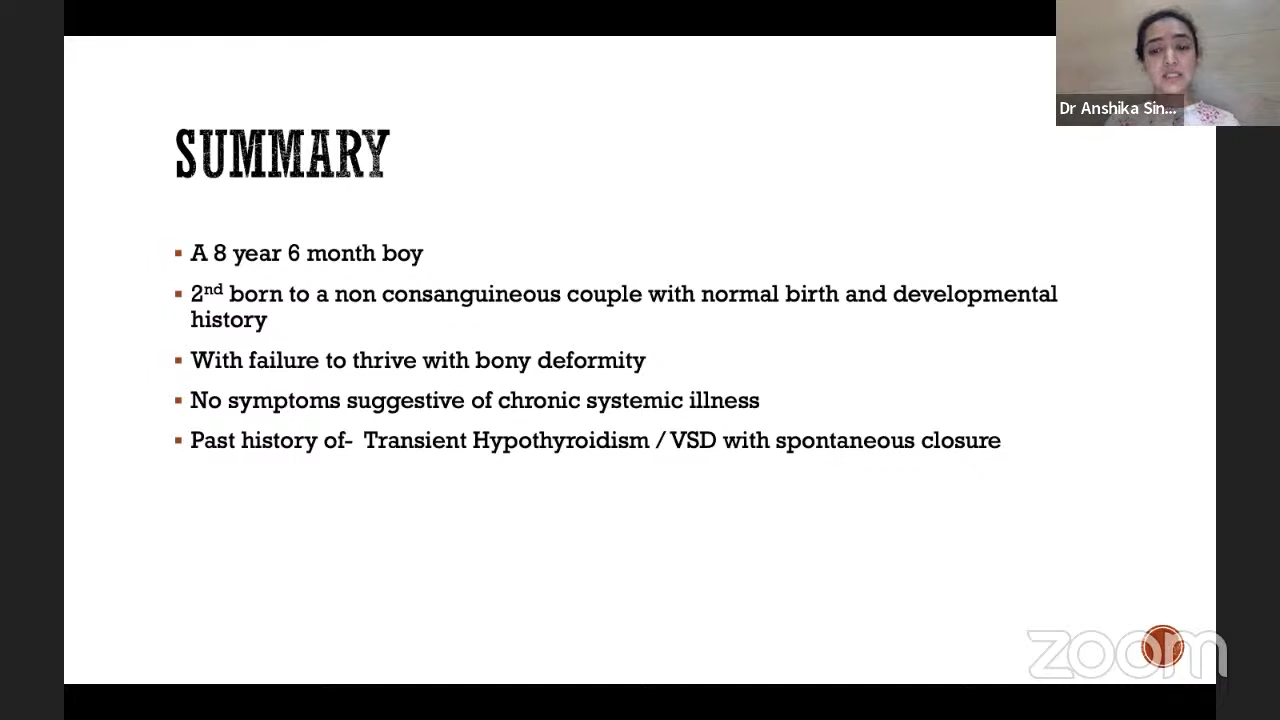 Dr Anshika Sin...
SUMMARY
A 8 year 6 month boy
2nd born to a non consanguineous couple with normal birth and developmental
history
With failure to thrive with bony deformity
No symptoms suggestive of chronic systemic illness
Past history of- Transient Hypothyroidism / VSD with spontaneous closure
zoom